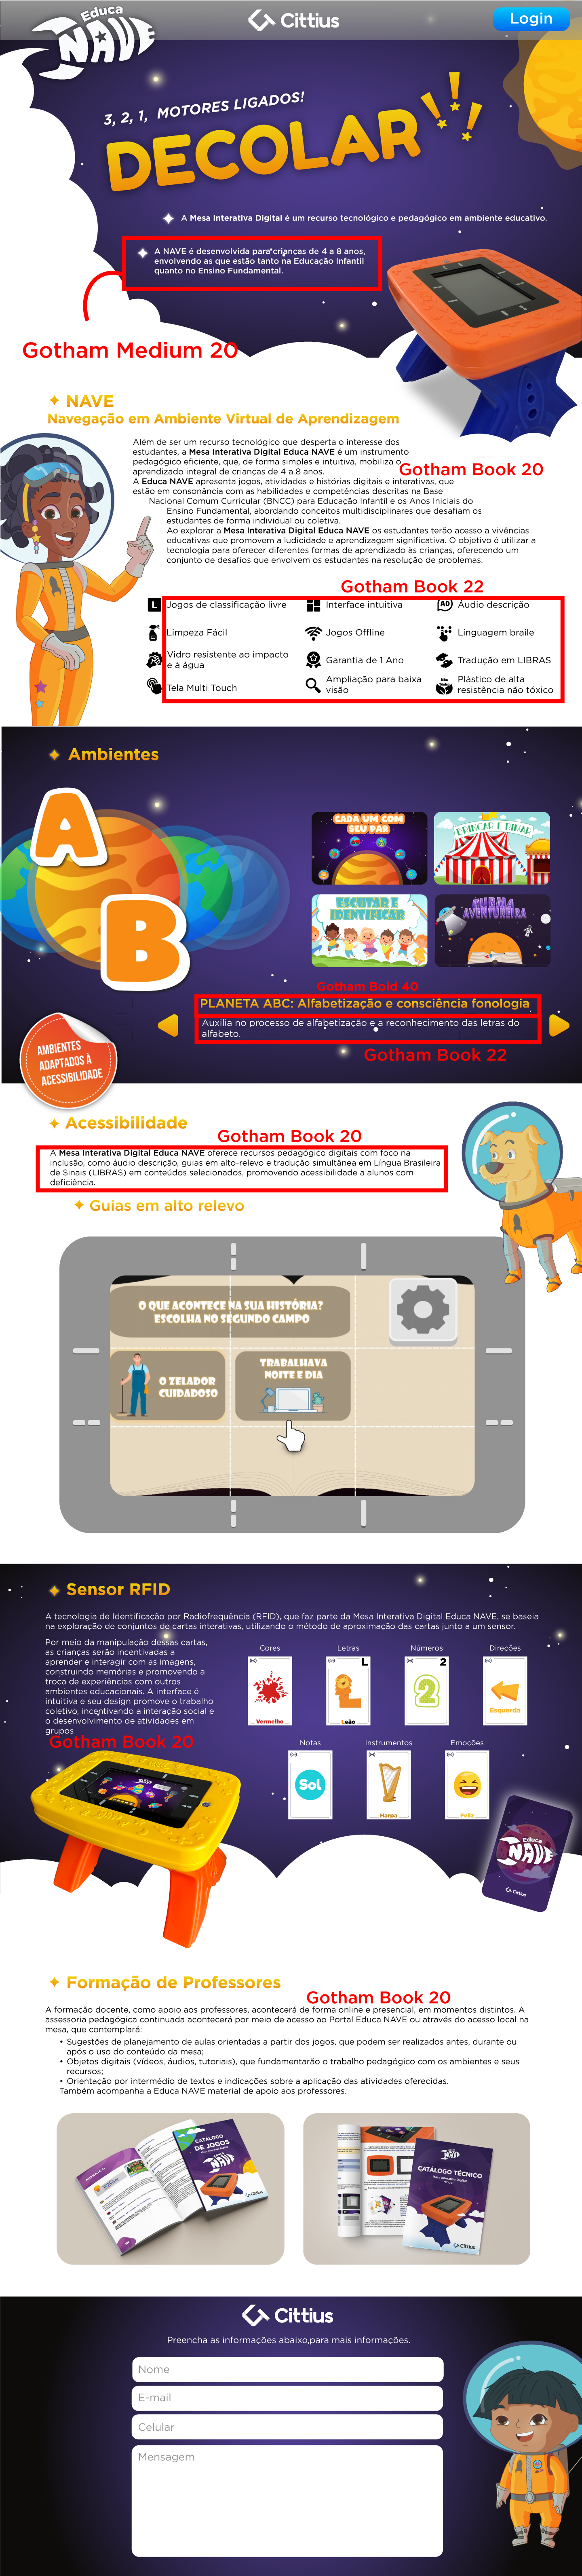 Educa
NAVE
Cittius
Login
3, 2, 1, MOTORES LIGADOS!
DECOLAR!!!
A Mesa Interativa Digital é um recurso tecnológico e pedagógico em ambiente educativo.
A NAVE é desenvolvida para crianças de 4 a 8 anos,
envolvendo as que estão tanto na Educação Infantil
quanto no Ensino Fundamental.
Gotham Medium 20
NAVE
Navegação em Ambiente Virtual de Aprendizagem
Além de ser um recurso tecnológico que desperta o interesse dos
estudantes, a Mesa Interativa Digital Educa NAVE é um instrumento
pedagógico eficiente, que, de forma simples e intuitiva, mobiliza o
aprendizado integral de crianças de 4 a 8 anos.
Gotham Book 20
A Educa NAVE apresenta jogos, atividades e histórias digitais e interativas, que
estão em consonância com as habilidades e competências descritas na Base
Nacional Comum Curricular (BNCC) para Educação Infantil e os Anos Iniciais do
Ensino Fundamental, abordando conceitos multidisciplinares que desafiam os
estudantes de forma individual ou coletiva.
Ao explorar a Mesa Interativa Digital Educa NAVE os estudantes terão acesso a vivências
educativas que promovem a ludicidade e aprendizagem significativa. O objetivo é utilizar a
tecnologia para oferecer diferentes formas de aprendizado às crianças, oferecendo um
conjunto de desafios que envolvem os estudantes na resolução de problemas.
Gotham Book 22
L Jogos de classificação livre
Interface intuitiva
AD Áudio descrição
Limpeza Fácil
Jogos Offline
Linguagem braile
Vidro resistente ao impacto
e à água
Garantia de 1 Ano
Tradução em LIBRAS
Tela Multi Touch
Ampliação para baixa
visão
Plástico de alta
resistência não tóxico
Ambientes
A
B
CADA UM COM
SEU PAR
BRINCAR E RIMAR
ESCUTAR E
IDENTIFICAR
TURMA
AVENTUREIRA
Gotham Bold 40
PLANETA ABC: Alfabetização e consciência fonologia
Auxilia no processo de alfabetização e a reconhecimento das letras do
alfabeto.
Gotham Book 22
AMBIENTES
ADAPTADOS À
ACESSIBILIDADE
Acessibilidade
Gotham Book 20
A Mesa Interativa Digital Educa NAVE oferece recursos pedagógico digitais com foco na
inclusão, como áudio descrição, guias em alto-relevo e tradução simultânea em Língua Brasileira
de Sinais (LIBRAS) em conteúdos selecionados, promovendo acessibilidade a alunos com
deficiência.
Guias em alto relevo
O QUE ACONTECE NA SUA HISTÓRIA?
ESCOLHA NO SEGUNDO CAMPO
O ZELADOR
CUIDADOSO
TRABALHAVA
NOITE E DIA
Sensor RFID
A tecnologia de Identificação por Radiofrequência (RFID), que faz parte da Mesa Interativa Digital Educa NAVE, se baseia
na exploração de conjuntos de cartas interativas, utilizando o método de aproximação das cartas junto a um sensor.
Por meio da manipulação dessas cartas,
as crianças serão incentivadas a
aprender e interagir com as imagens,
construindo memórias e promovendo a
troca de experiências com outros
ambientes educacionais. A interface é
intuitiva e seu design promove o trabalho
coletivo, incentivando a interação social e
o desenvolvimento de atividades em
grupos
Gotham Book 20
Cores
Letras
Números
Direções
L
2
2
Vermelho
Leão
Esquerda
Notas
Instrumentos
Emoções
Sol
Harpa
Feliz
Educa
NAVE
Cittius
Formação de Professores
Gotham Book 20
A formação docente, como apoio aos professores, acontecerá de forma online e presencial, em momentos distintos. A
assessoria pedagógica continuada acontecerá por meio de acesso ao Portal Educa NAVE ou através do acesso local na
mesa, que contemplará:
• Sugestões de planejamento de aulas orientadas a partir dos jogos, que podem ser realizados antes, durante ou
após o uso do conteúdo da mesa;
• Objetos digitais (vídeos, áudios, tutoriais), que fundamentarão o trabalho pedagógico com os ambientes e seus
recursos;
• Orientação por intermédio de textos e indicações sobre a aplicação das atividades oferecidas.
Também acompanha a Educa NAVE material de apoio aos professores.
CATÁLOGO
DE JOGOS
NAVE
Cittius
NAVE
CATÁLOGO TÉCNICO
Cittius
Cittius
Preencha as informações abaixo,para mais informações.
Nome
E-mail
Celular
Mensagem